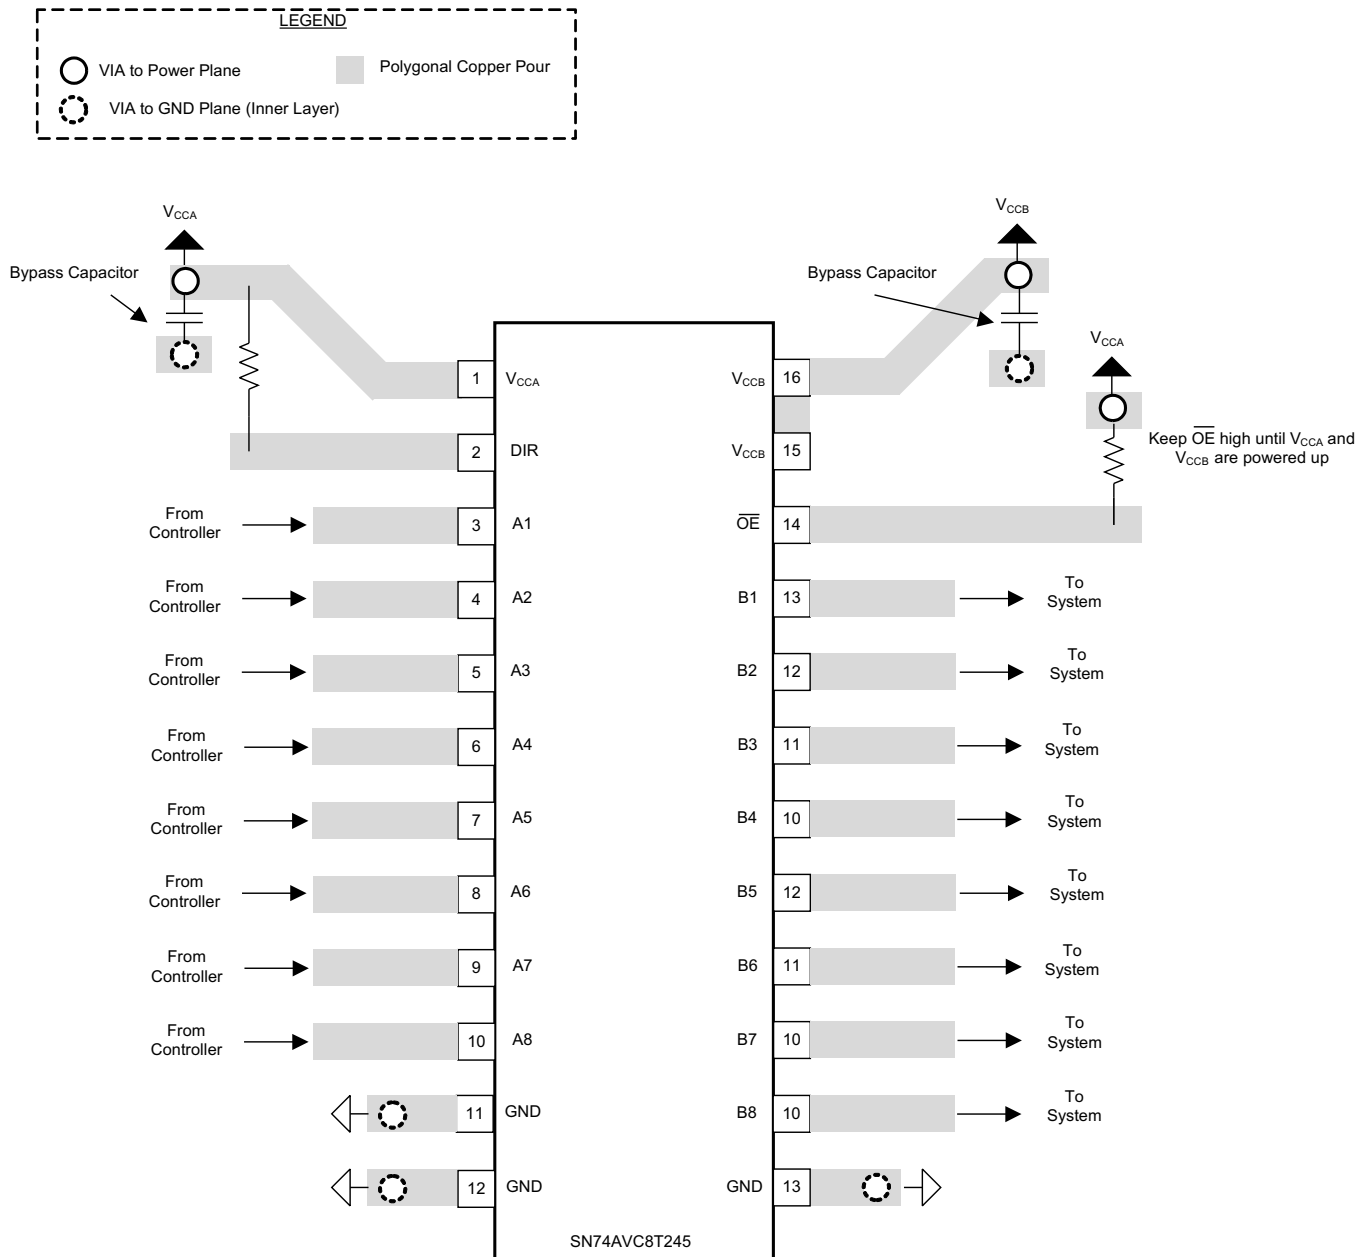 LEGEND
VIA to Power Plane
Polygonal Copper Pour
VIA to GND Plane (Inner Layer)
VCCA
Bypass Capacitor
VCCB
Bypass Capacitor
VCCA
Keep OE high until VCCA and
VCCB are powered up
1 VCCA
VCCB 16
2 DIR
VCCB 15
From
Controller
3 A1
OE 14
From
Controller
4 A2
B1 13
To
System
From
Controller
5 A3
B2 12
To
System
From
Controller
6 A4
B3 11
To
System
From
Controller
7 A5
B4 10
To
System
From
Controller
8 A6
B5 12
To
System
From
Controller
9 A7
B6 11
To
System
From
Controller
10 A8
B7 10
To
System
11 GND
B8 10
To
System
12 GND
GND 13
SN74AVC8T245